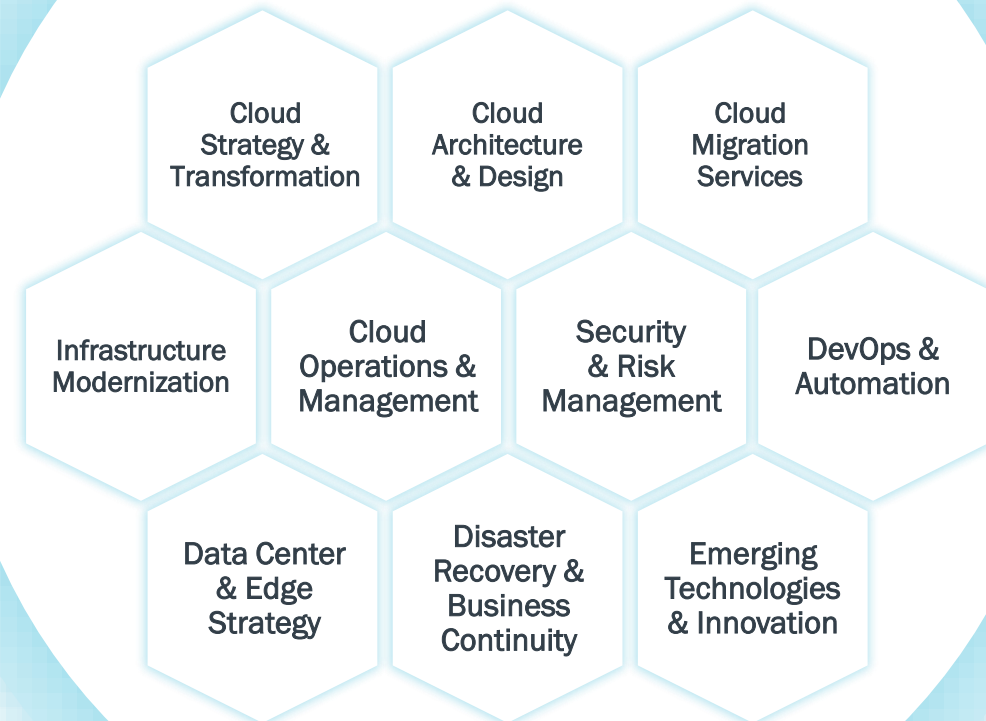 Cloud
Strategy &
Transformation
Cloud
Architecture
& Design
Cloud
Migration
Services
Infrastructure
Modernization
Cloud
Operations &
Management
Security
& Risk
Management
DevOps &
Automation
Data Center
& Edge
Strategy
Disaster
Recovery &
Business
Continuity
Emerging
Technologies
& Innovation